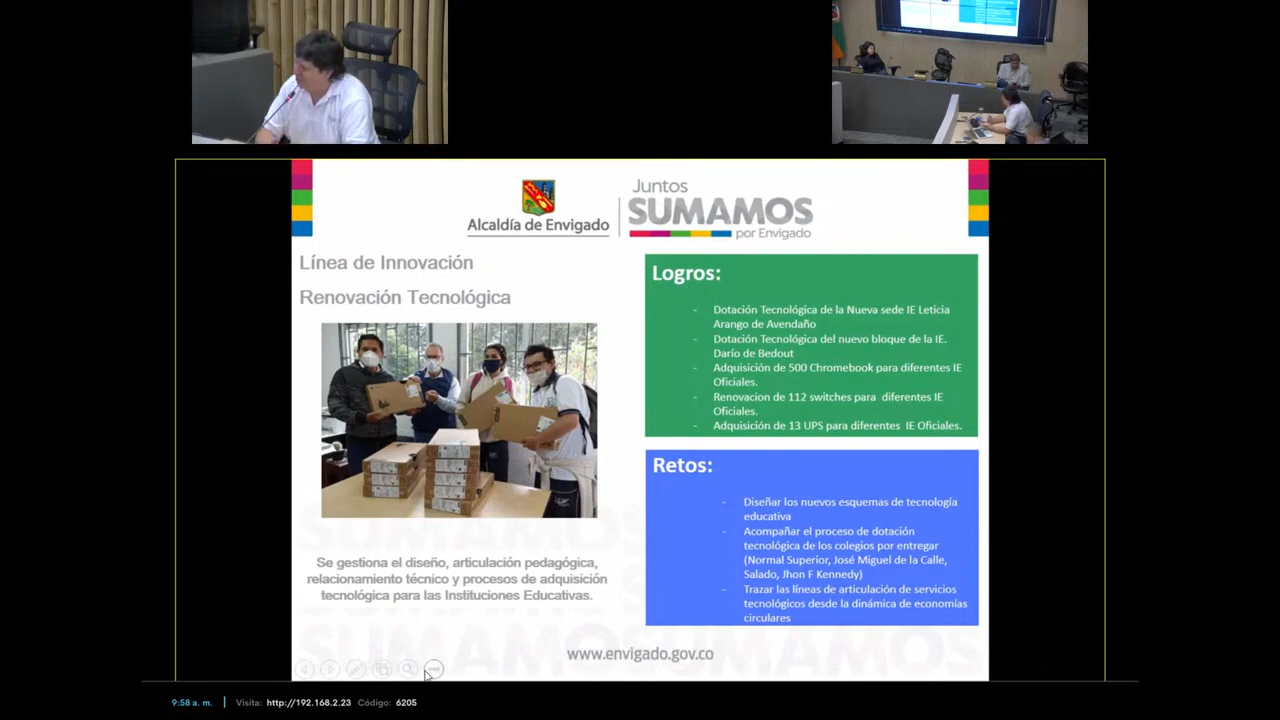 Alcaldía de Envigado
Juntos
SUMAMOS
por Envigado
Línea de Innovación
Renovación Tecnológica
Se gestiona el diseño, articulación pedagógica,
relacionamiento técnico y procesos de adquisición
tecnológica para las Instituciones Educativas.
Logros:
- Dotación Tecnológica de la Nueva sede IE Leticia
Arango de Avendaño
- Dotación Tecnológica del nuevo bloque de la IE.
Darío de Bedout
- Adquisición de 500 Chromebook para diferentes IE
Oficiales.
- Renovacion de 112 switches para diferentes IE
Oficiales.
- Adquisición de 13 UPS para diferentes IE Oficiales.
Retos:
- Diseñar los nuevos esquemas de tecnología
educativa
- Acompañar el proceso de dotación
tecnológica de los colegios por entregar
(Normal Superior, José Miguel de la Calle,
Salado, Jhon F Kennedy)
- Trazar las líneas de articulación de servicios
tecnológicos desde la dinámica de economías
circulares
SUMAMOS
SUMAMOS SUMAMOS
www.envigado.gov.co
9:58 a. m. | Visita: http://192.168.2.23 Código: 6205